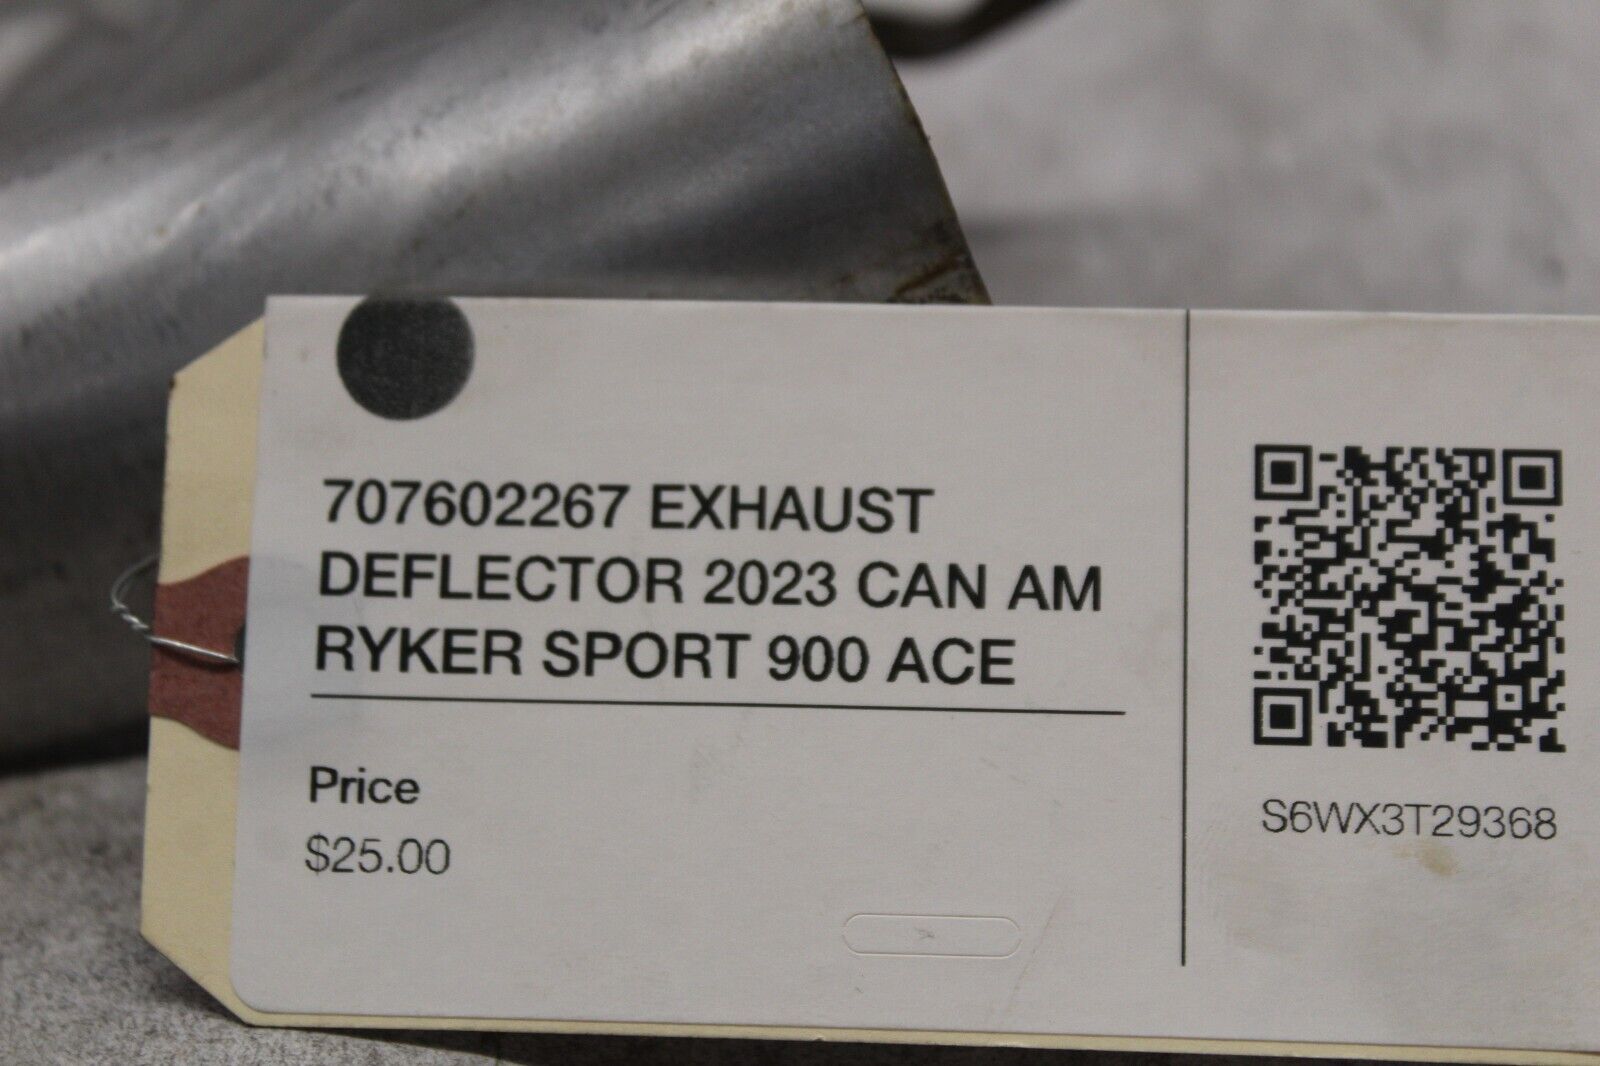 707602267 EXHAUST
DEFLECTOR 2023 CAN AM
RYKER SPORT 900 ACE
Price
$25.00
S6WX3T29368